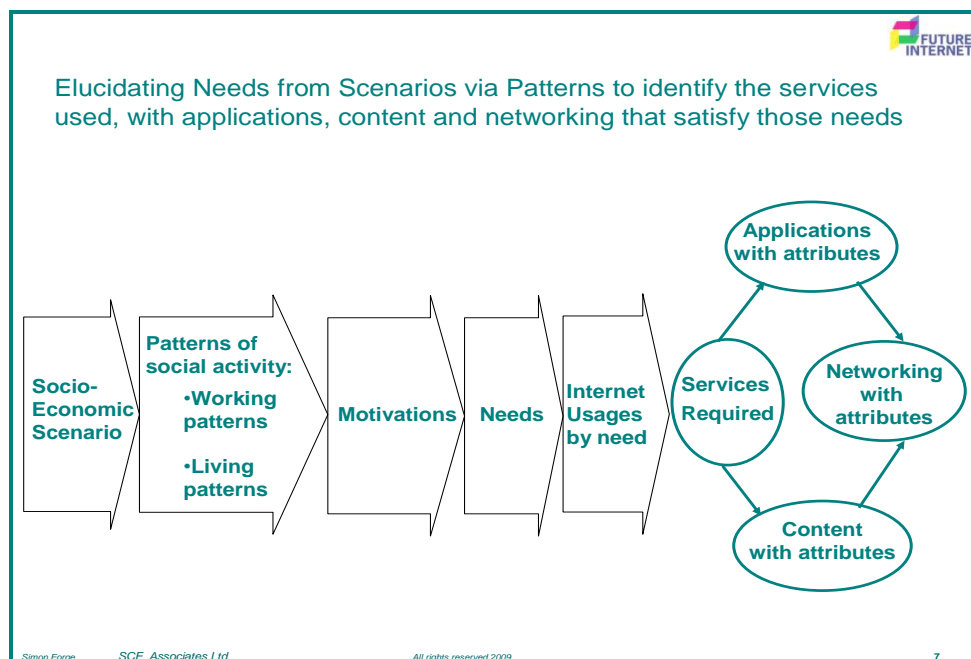 FUTURE
INTERNET
Elucidating Needs from Scenarios via Patterns to identify the services
used, with applications, content and networking that satisfy those needs
Socio-
Economic
Scenario
Patterns of
social activity:
•Working
patterns
•Living
patterns
Motivations
Needs
Internet
Usages
by need
Services
Required
Applications
with attributes
Networking
with
attributes
Content
with attributes
Simon Forge SCF Associates Ltd All rights reserved 2009 7